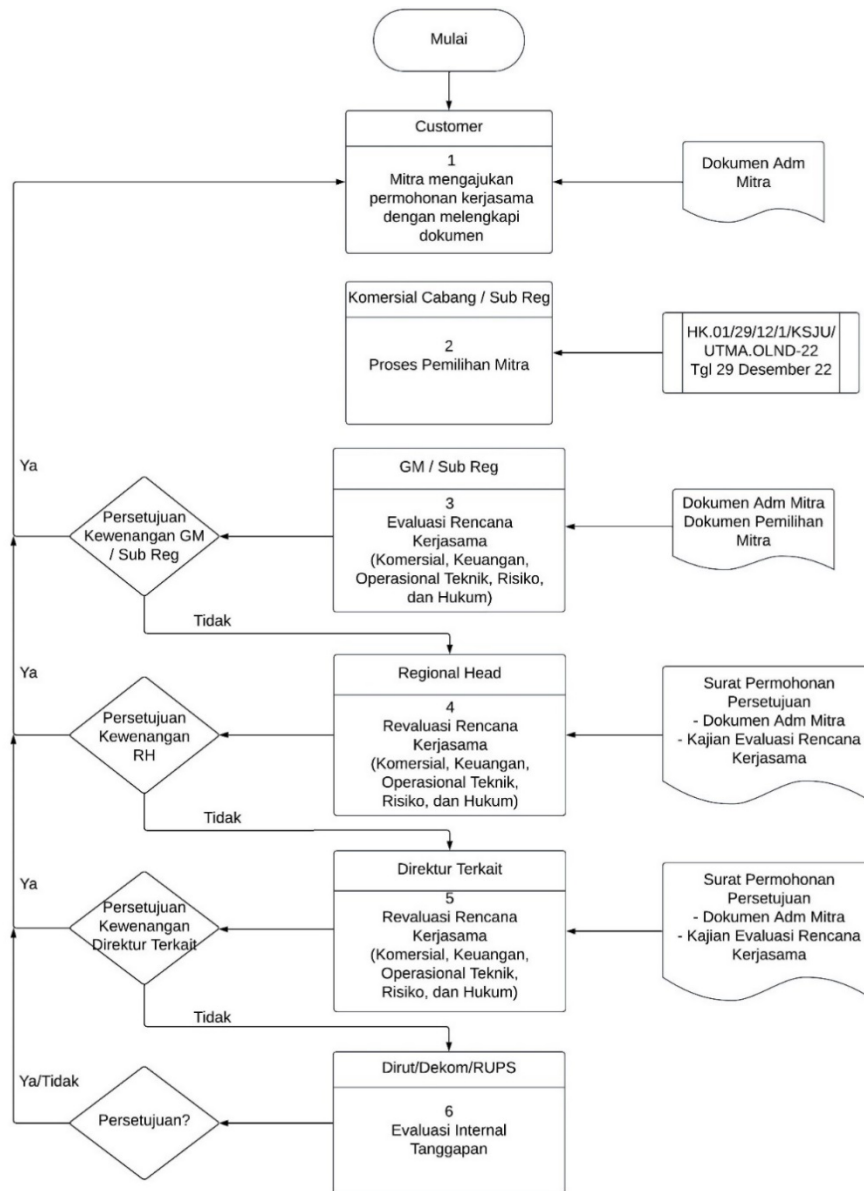 Mulai
Customer
1
Mitra mengajukan
permohonan kerjasama
dengan melengkapi
dokumen
Dokumen Adm
Mitra
Komersial Cabang / Sub Reg
2
Proses Pemilihan Mitra
HK.01/29/12/1/KSJU/
UTMA.OLND-22
Tgl 29 Desember 22
Ya
Persetujuan
Kewenangan GM
/ Sub Reg
GM / Sub Reg
3
Evaluasi Rencana
Kerjasama
(Komersial, Keuangan,
Operasional Teknik, Risiko,
dan Hukum)
Dokumen Adm Mitra
Dokumen Pemilihan
Mitra
Tidak
Ya
Persetujuan
Kewenangan
RH
Regional Head
4
Revaluasi Rencana
Kerjasama
(Komersial, Keuangan,
Operasional Teknik,
Risiko, dan Hukum)
Surat Permohonan
Persetujuan
- Dokumen Adm Mitra
- Kajian Evaluasi Rencana
Kerjasama
Tidak
Ya
Persetujuan
Kewenangan
Direktur Terkait
Direktur Terkait
5
Revaluasi Rencana
Kerjasama
(Komersial, Keuangan,
Operasional Teknik,
Risiko, dan Hukum)
Surat Permohonan
Persetujuan
- Dokumen Adm Mitra
- Kajian Evaluasi Rencana
Kerjasama
Tidak
Ya/Tidak
Persetujuan?
Dirut/Dekom/RUPS
6
Evaluasi Internal
Tanggapan